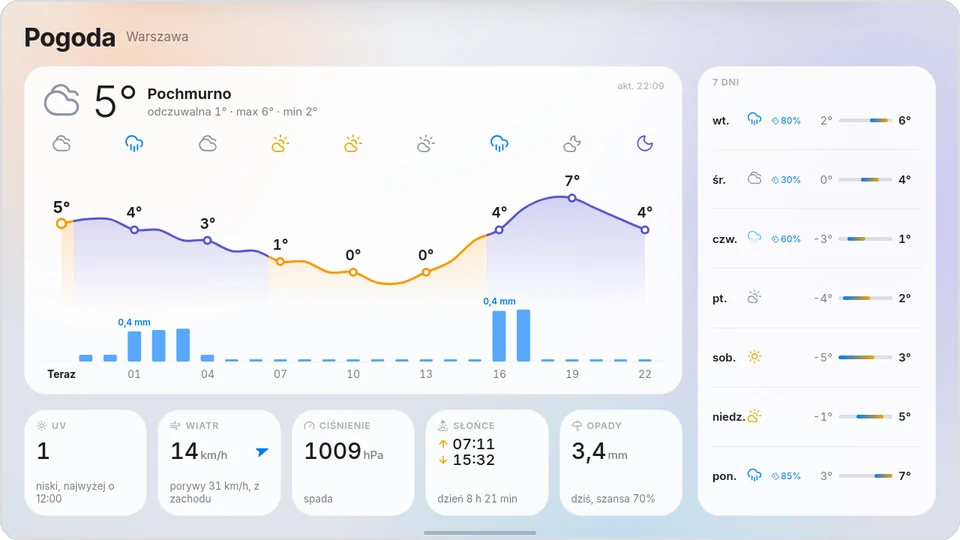 Pogoda Warszawa
5° Pochmurno
odczuwalna 1° · max 6° · min 2°
akt. 22:09
5° 4° 3° 1° 0° 0° 4° 7° 4°
0,4 mm 0,4 mm
Teraz 01 04 07 10 13 16 19 22
7 DNI
wt. 80% 2° 6°
śr. 30% 0° 4°
czw. 60% -3° 1°
pt. -4° 2°
sob. -5° 3°
niedz. -1° 5°
pon. 85% 3° 7°
UV
1
niski, najwyżej o
12:00
WIATR
14 km/h
porywy 31 km/h, z
zachodu
CIŚNIENIE
1009 hPa
spada
SŁOŃCE
↑ 07:11
↓ 15:32
dzień 8 h 21 min
OPADY
3,4 mm
dziś, szansa 70%